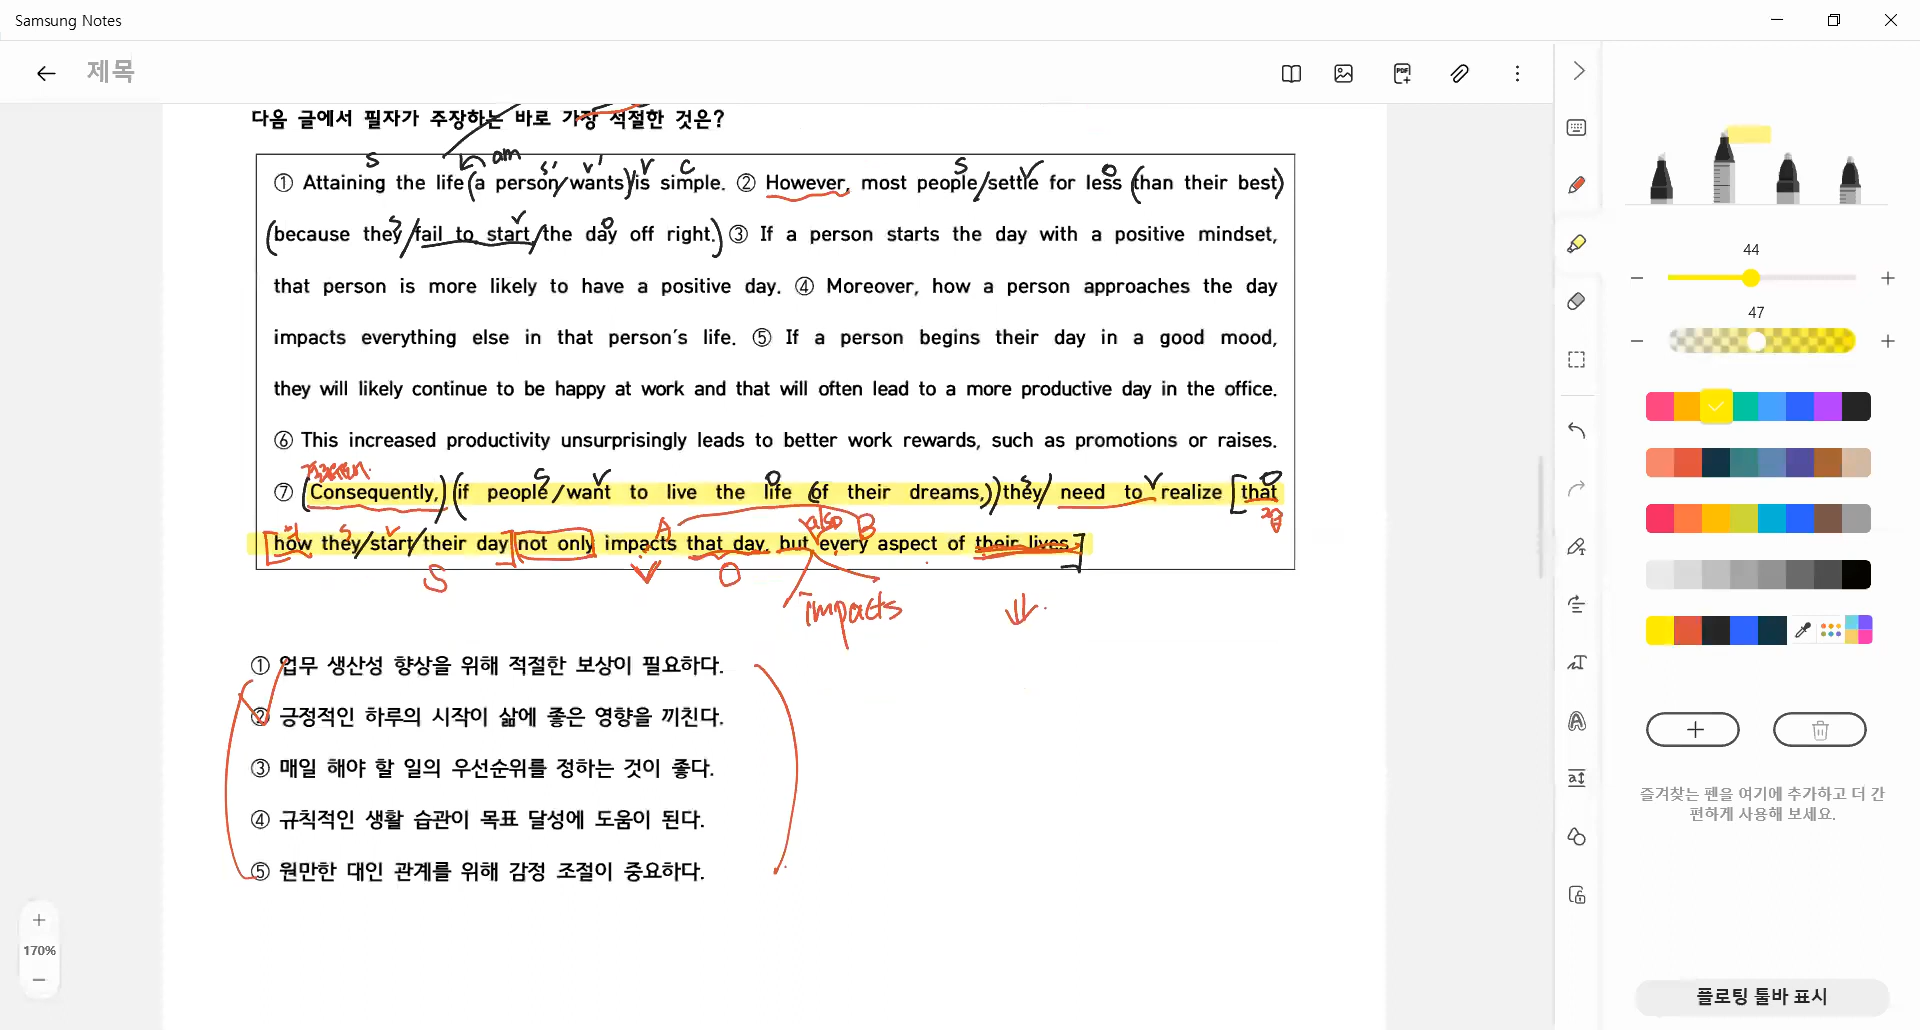 Samsung Notes
제목
다음 글에서 필자가 주장하는 바로 가장 적절한 것은?
am
S S' V' V C S V O
① Attaining the life (a person/wants) is simple. ② However, most people/settle for less (than their best)
S V O
(because they/fail to start/the day off right.) ③ If a person starts the day with a positive mindset,
that person is more likely to have a positive day. ④ Moreover, how a person approaches the day
impacts everything else in that person's life. ⑤ If a person begins their day in a good mood,
they will likely continue to be happy at work and that will often lead to a more productive day in the office.
⑥ This increased productivity unsurprisingly leads to better work rewards, such as promotions or raises.
S V O S V O
⑦ (Consequently,) (if people/want to live the life (of their dreams,)) they/need to realize [that
S V A also B
[how they/start/their day] not only impacts that day, but every aspect of their lives.]
S V O
impacts
① 업무 생산성 향상을 위해 적절한 보상이 필요하다.
② 긍정적인 하루의 시작이 삶에 좋은 영향을 끼친다.
③ 매일 해야 할 일의 우선순위를 정하는 것이 좋다.
④ 규칙적인 생활 습관이 목표 달성에 도움이 된다.
⑤ 원만한 대인 관계를 위해 감정 조절이 중요하다.
170%
PDF
44
47
즐겨찾는 펜을 여기에 추가하고 더 간
편하게 사용해 보세요.
플로팅 툴바 표시